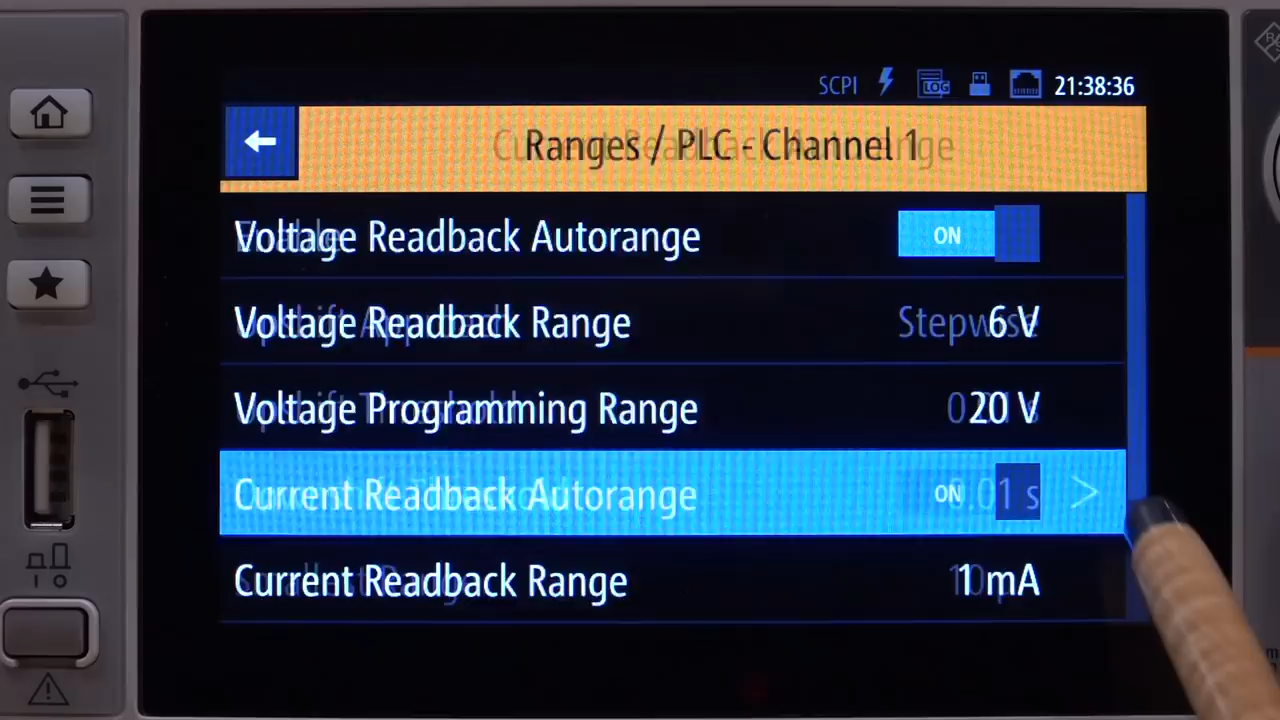 SCPI LOG 21:38:36
Ranges / PLC - Channel 1
Voltage Readback Autorange ON
Voltage Readback Range 6 V
Voltage Programming Range 20 V
Current Readback Autorange ON >
Current Readback Range 1 mA